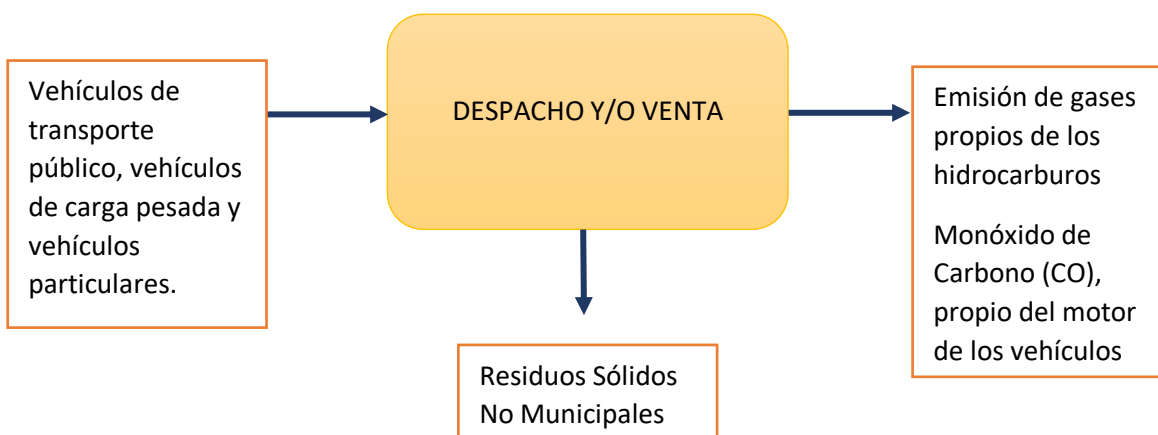 Vehículos de
transporte
público, vehículos
de carga pesada y
vehículos
particulares.
DESPACHO Y/O VENTA
Emisión de gases
propios de los
hidrocarburos
Monóxido de
Carbono (CO),
propio del motor
de los vehículos
Residuos Sólidos
No Municipales